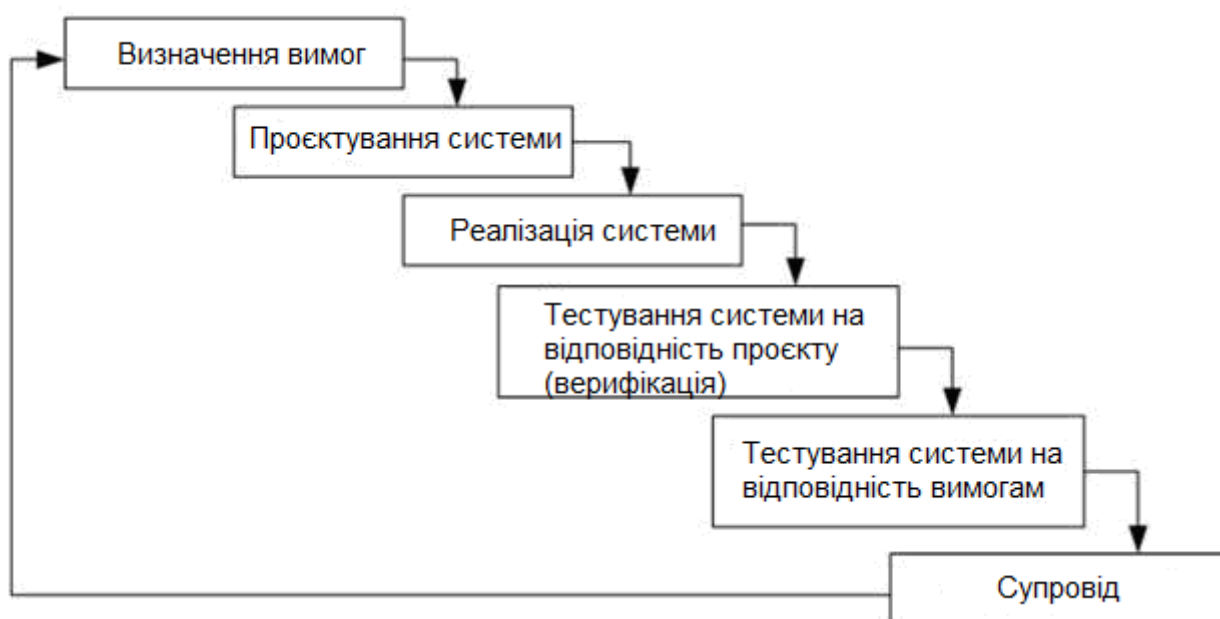 Визначення вимог
Проєктування системи
Реалізація системи
Тестування системи на
відповідність проєкту
(верифікація)
Тестування системи на
відповідність вимогам
Супровід